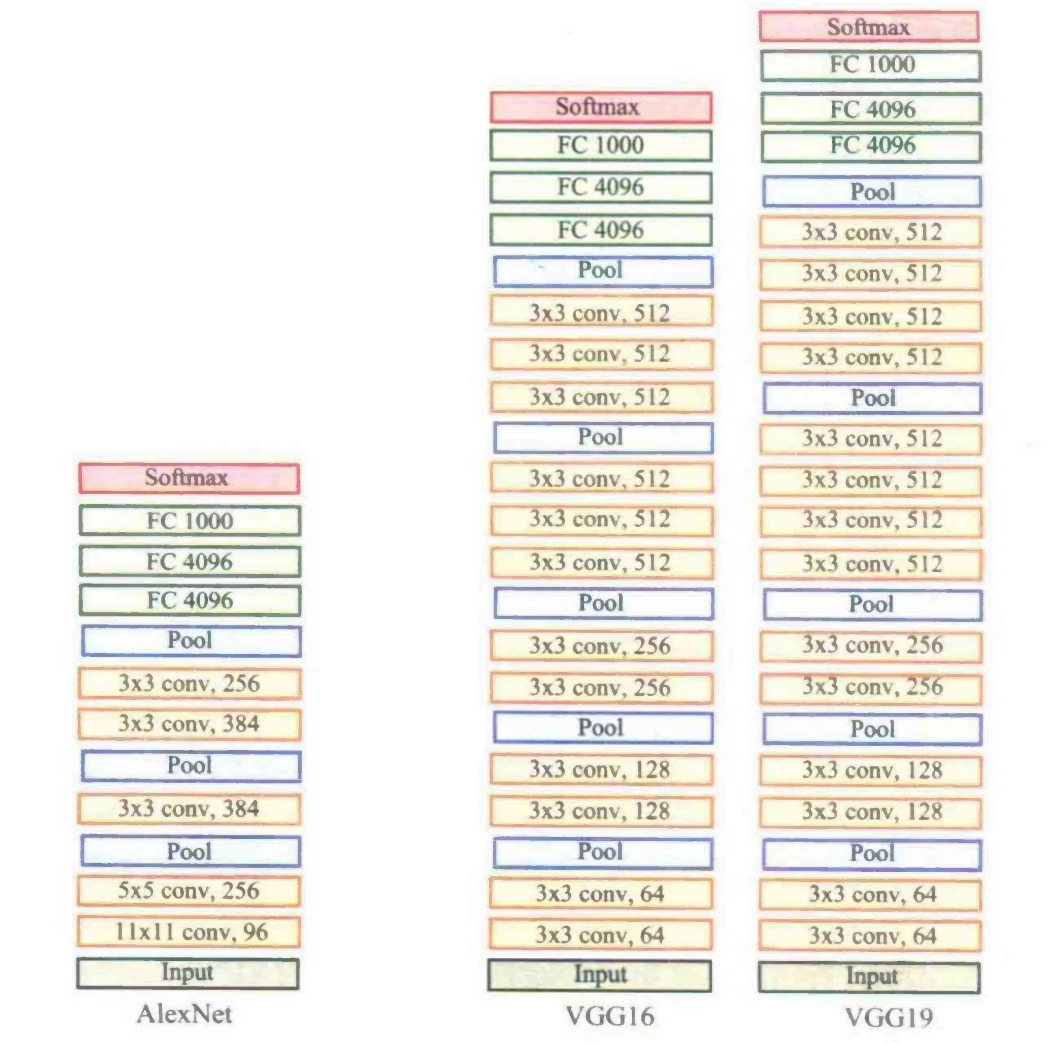 Softmax
FC 1000
FC 4096
FC 4096
Pool
3x3 conv, 256
3x3 conv, 384
Pool
3x3 conv, 384
Pool
5x5 conv, 256
11x11 conv, 96
Input
AlexNet
Softmax
FC 1000
FC 4096
FC 4096
Pool
3x3 conv, 512
3x3 conv, 512
3x3 conv, 512
Pool
3x3 conv, 512
3x3 conv, 512
3x3 conv, 512
Pool
3x3 conv, 256
3x3 conv, 256
Pool
3x3 conv, 128
3x3 conv, 128
Pool
3x3 conv, 64
3x3 conv, 64
Input
VGG16
Softmax
FC 1000
FC 4096
FC 4096
Pool
3x3 conv, 512
3x3 conv, 512
3x3 conv, 512
3x3 conv, 512
Pool
3x3 conv, 512
3x3 conv, 512
3x3 conv, 512
3x3 conv, 512
Pool
3x3 conv, 256
3x3 conv, 256
Pool
3x3 conv, 128
3x3 conv, 128
Pool
3x3 conv, 64
3x3 conv, 64
Input
VGG19